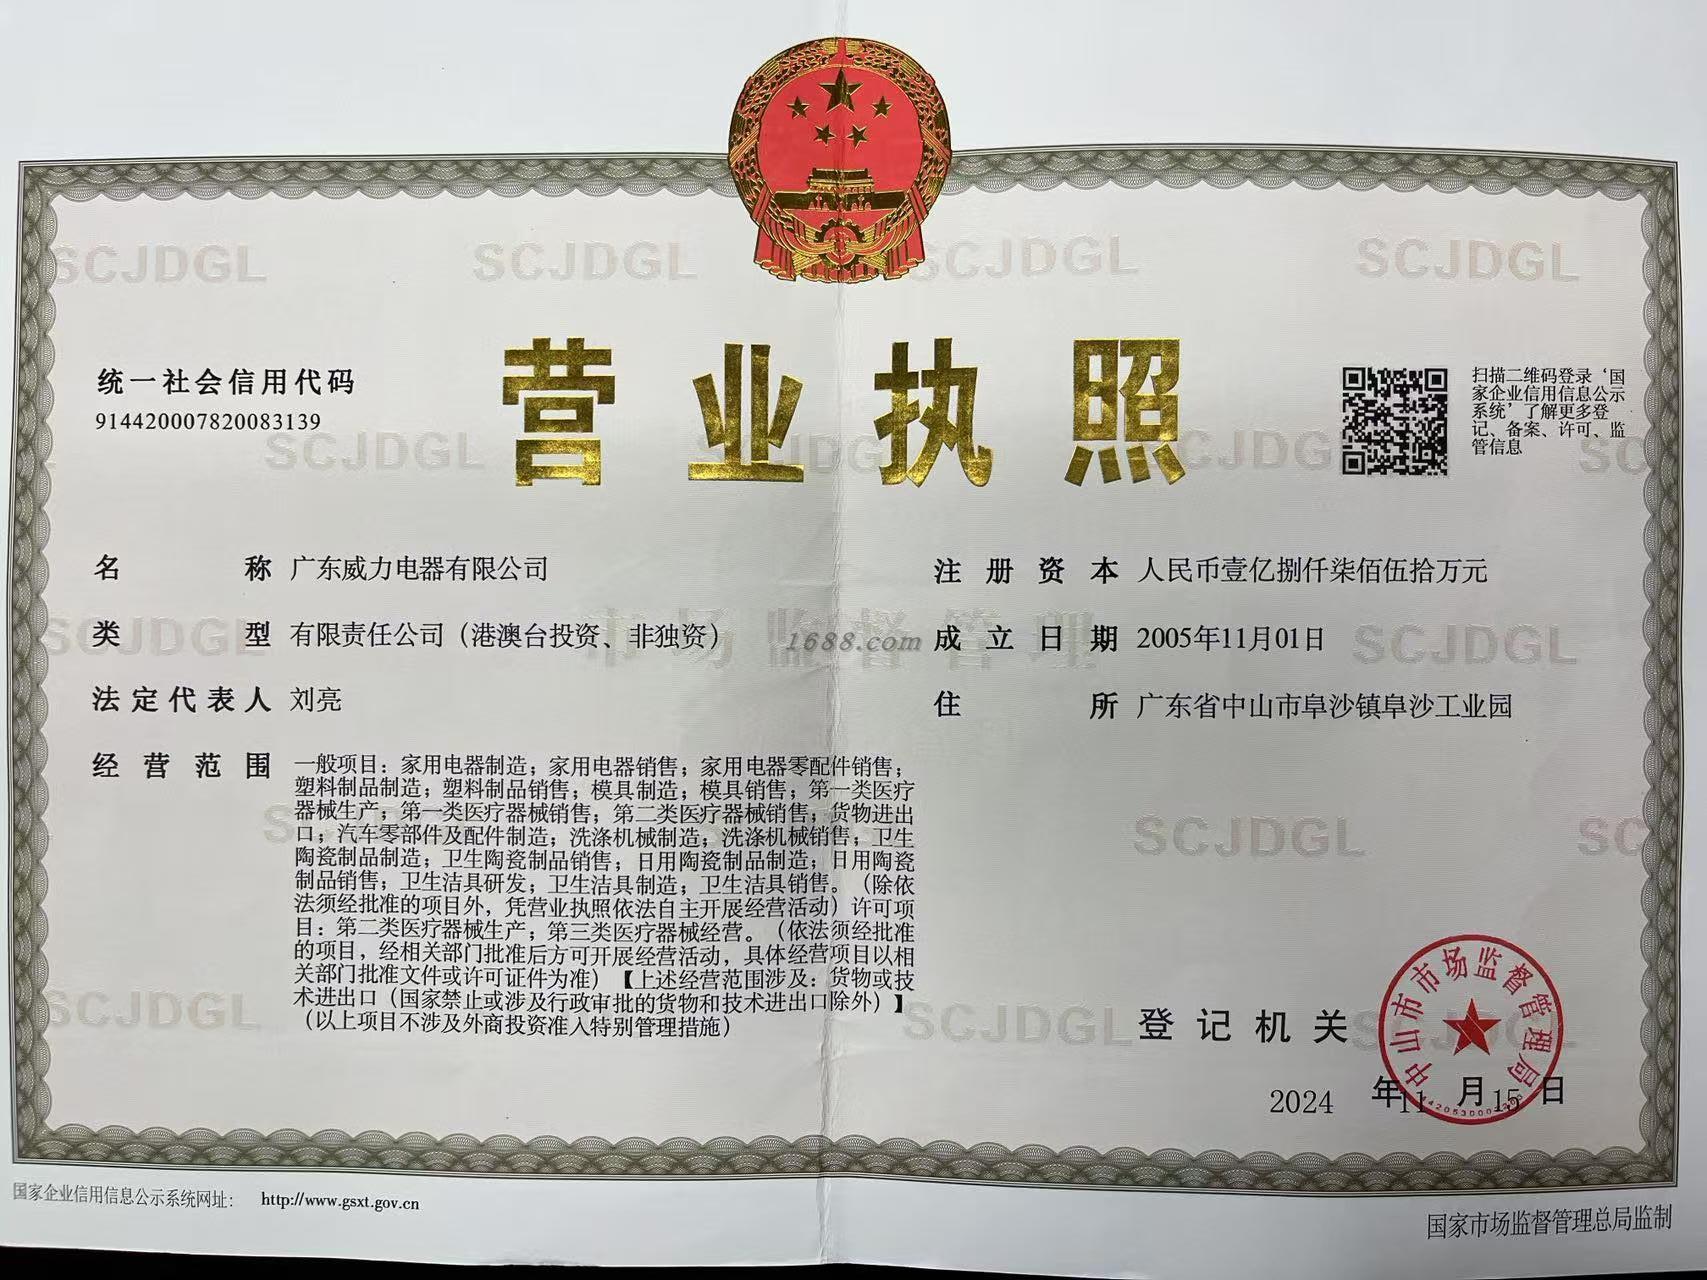 SCJDGL SCJDGL SCJDGL SCJDGL
营业执照
统一社会信用代码
914420007820083139
扫描二维码登录‘国
家企业信用信息公示
系统’了解更多登
记、备案、许可、监
管信息
SCJDGL SCJDGL SCJDGL SC
名称 广东威力电器有限公司
类型 有限责任公司（港澳台投资、非独资）
法定代表人 刘亮
经营范围 一般项目：家用电器制造；家用电器销售；家用电器零配件销售；
塑料制品制造；塑料制品销售；模具制造；模具销售；第一类医疗
器械生产；第一类医疗器械销售；第二类医疗器械销售；货物进出
口；汽车零部件及配件制造；洗涤机械制造；洗涤机械销售；卫生
陶瓷制品制造；卫生陶瓷制品销售；日用陶瓷制品制造；日用陶瓷
制品销售；卫生洁具研发；卫生洁具制造；卫生洁具销售。（除依
法须经批准的项目外，凭营业执照依法自主开展经营活动）许可项
目：第二类医疗器械生产；第三类医疗器械经营。（依法须经批准
的项目，经相关部门批准后方可开展经营活动，具体经营项目以相
关部门批准文件或许可证件为准）【上述经营范围涉及：货物或技
术进出口（国家禁止或涉及行政审批的货物和技术进出口除外）】
（以上项目不涉及外商投资准入特别管理措施）
注册资本 人民币壹亿捌仟柒佰伍拾万元
成立日期 2005年11月01日
住所 广东省中山市阜沙镇阜沙工业园
市场监督管理
1688.com
SCJDGL SCJDGL
SCJDGL SC
SCJDGL SCJDGL SCJDGL
登记机关
中山市市场监督管理局
2024年11月15日
国家企业信用信息公示系统网址： http://www.gsxt.gov.cn
国家市场监督管理总局监制